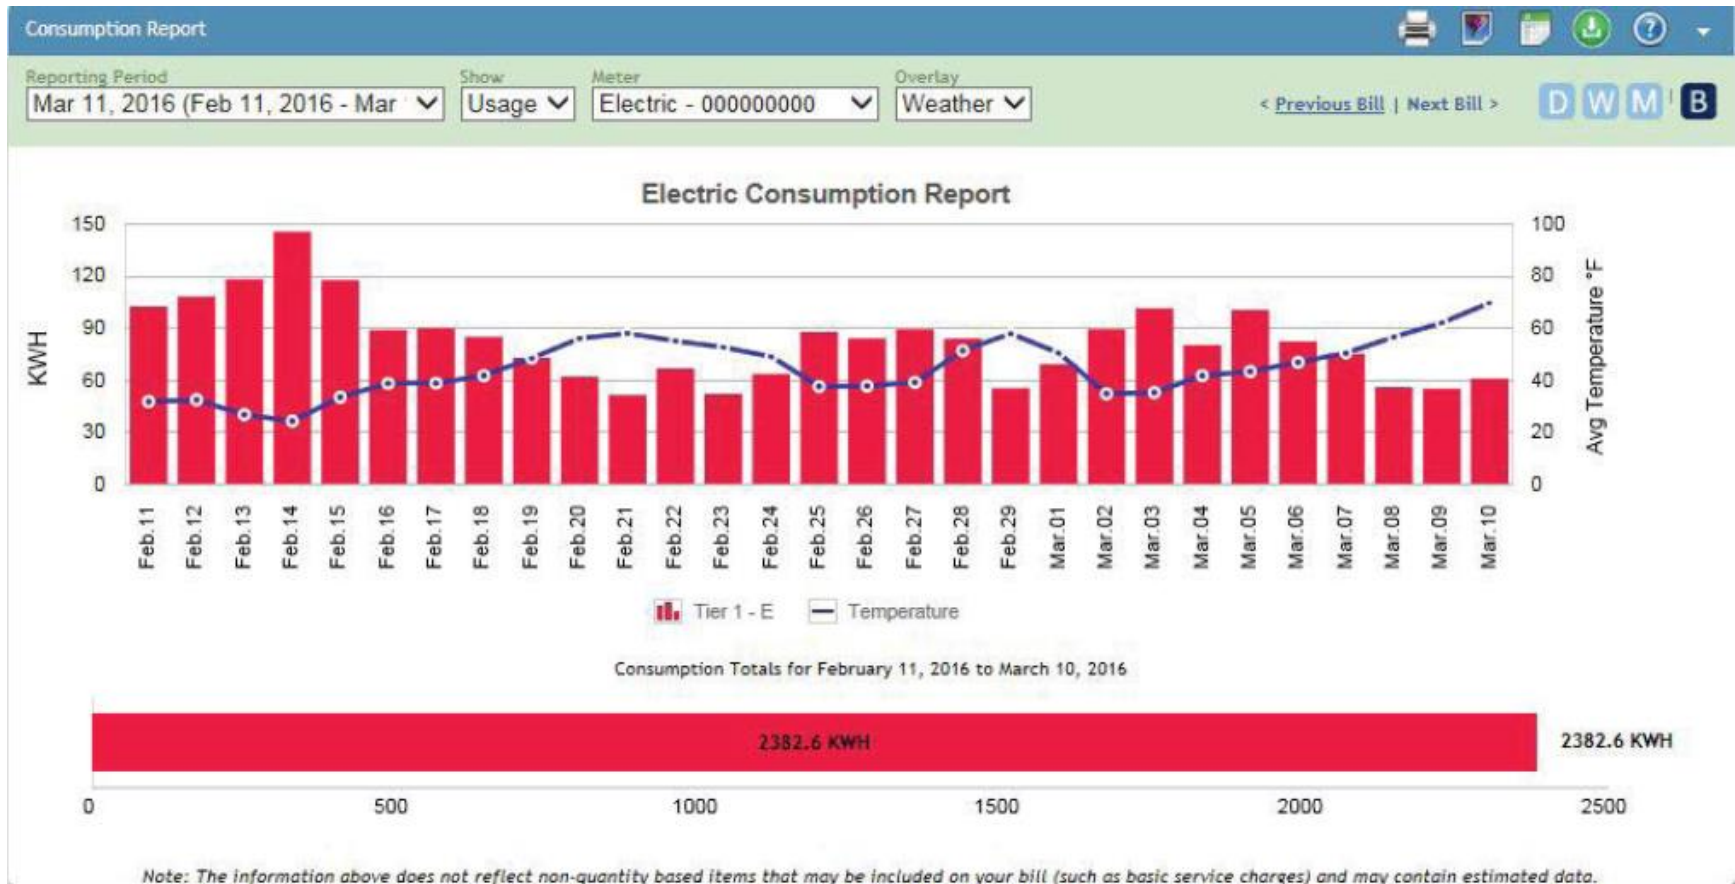 Consumption Report
Reporting Period Show Meter Overlay
Mar 11, 2016 (Feb 11, 2016 - Mar Usage Electric - 000000000 Weather < Previous Bill | Next Bill > D W M | B
Electric Consumption Report
150 100
120 80
90 60
60 40
30 20
0 0
KWH
Avg Temperature °F
Feb.11 Feb.12 Feb.13 Feb.14 Feb.15 Feb.16 Feb.17 Feb.18 Feb.19 Feb.20 Feb.21 Feb.22 Feb.23 Feb.24 Feb.25 Feb.26 Feb.27 Feb.28 Feb.29 Mar.01 Mar.02 Mar.03 Mar.04 Mar.05 Mar.06 Mar.07 Mar.08 Mar.09 Mar.10
Tier 1 - E Temperature
Consumption Totals for February 11, 2016 to March 10, 2016
2382.6 KWH 2382.6 KWH
0 500 1000 1500 2000 2500
Note: The information above does not reflect non-quantity based items that may be included on your bill (such as basic service charges) and may contain estimated data.